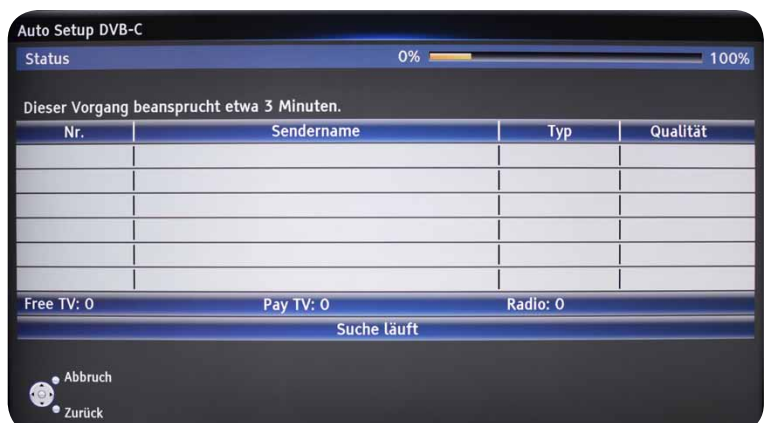 Auto Setup DVB-C
Status 0% 100%
Dieser Vorgang beansprucht etwa 3 Minuten.
Nr. Sendername Typ Qualität
Free TV: 0 Pay TV: 0 Radio: 0
Suche läuft
Abbruch
Zurück